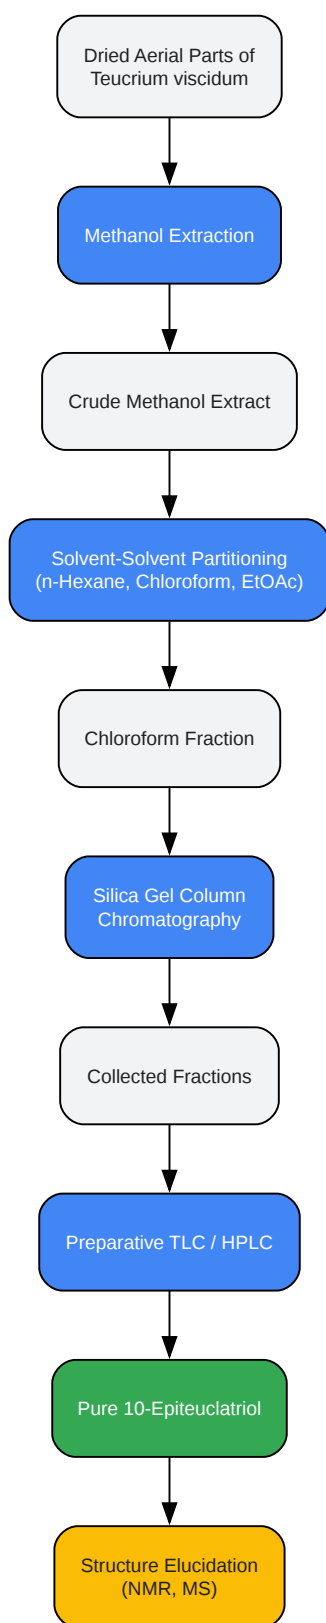 Dried Aerial Parts of
Teucrium viscidum
Methanol Extraction
Crude Methanol Extract
Solvent-Solvent Partitioning
(n-Hexane, Chloroform, EtOAc)
Chloroform Fraction
Silica Gel Column
Chromatography
Collected Fractions
Preparative TLC / HPLC
Pure 10-Epiteuclatriol
Structure Elucidation
(NMR, MS)